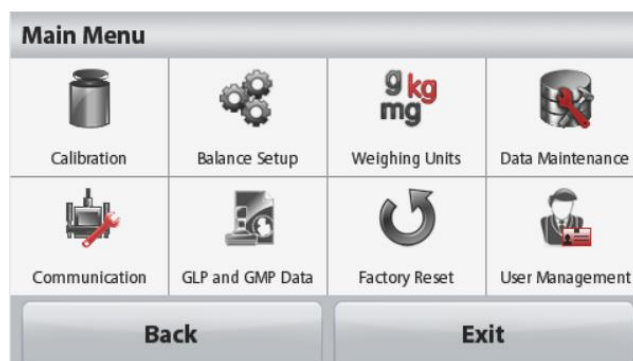 Main Menu
g kg
mg
Calibration
Balance Setup
Weighing Units
Data Maintenance
Communication
GLP and GMP Data
Factory Reset
User Management
Back
Exit